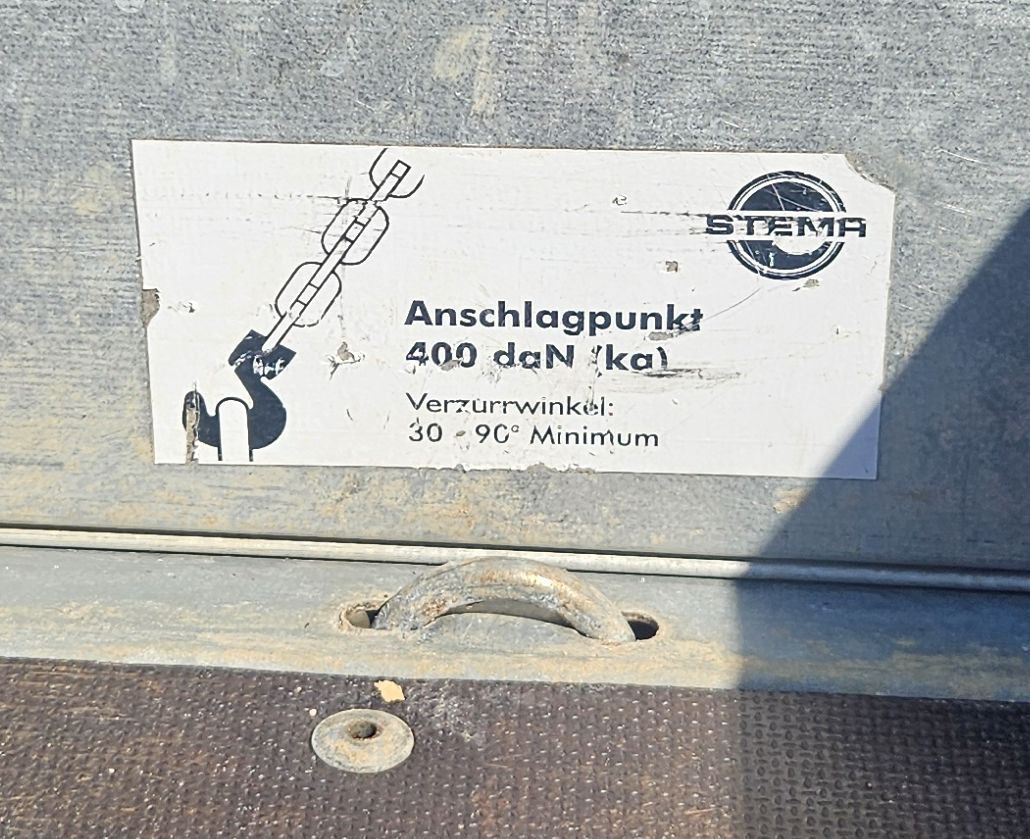 STEMA
Anschlagpunkt
400 daN (kg)
Verzurrwinkel:
30 - 90° Minimum